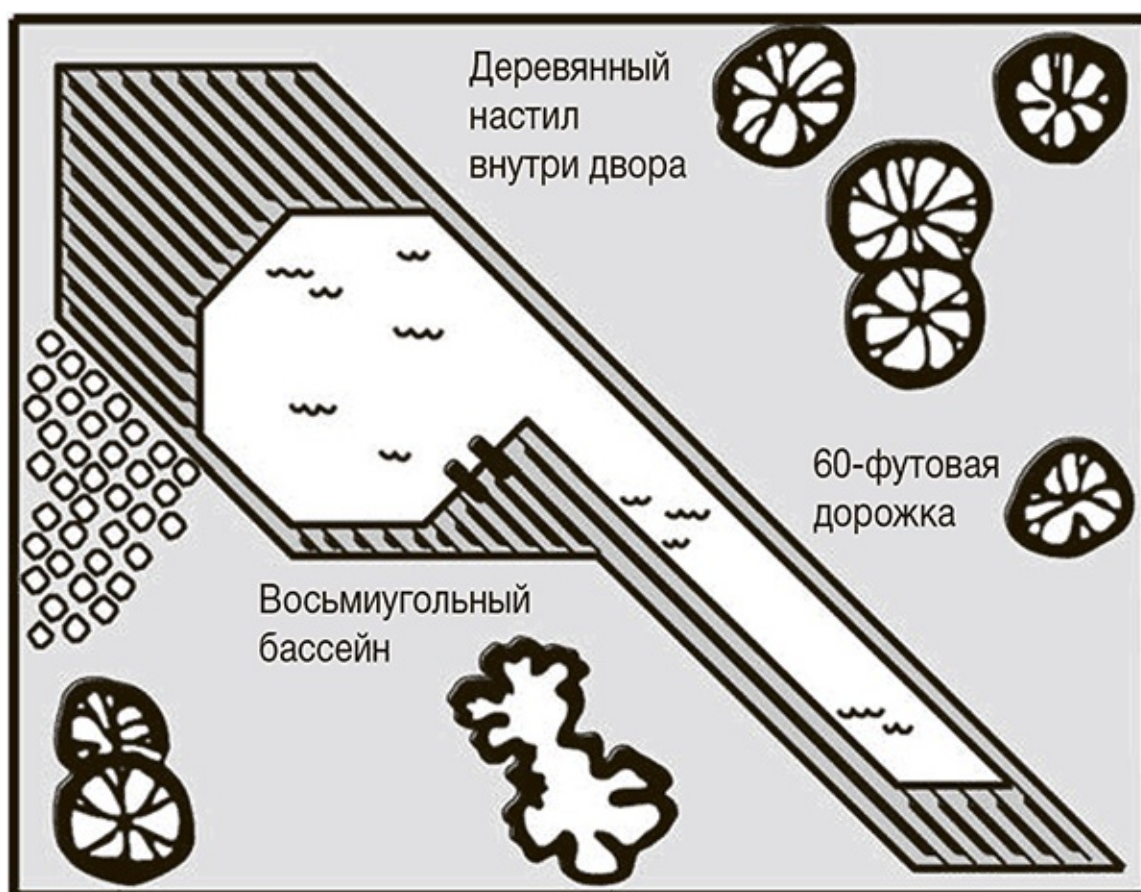 Деревянный
настил
внутри двора
60-футовая
дорожка
Восьмиугольный
бассейн